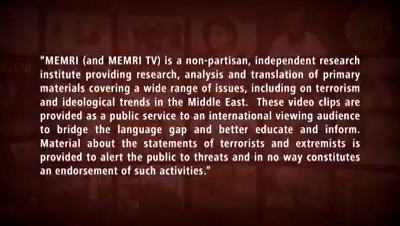 "MEMRI (and MEMRI TV) is a non-partisan, independent research
institute providing research, analysis and translation of primary
materials covering a wide range of issues, including on terrorism
and ideological trends in the Middle East. These video clips are
provided as a public service to an international viewing audience
to bridge the language gap and better educate and inform.
Material about the statements of terrorists and extremists is
provided to alert the public to threats and in no way constitutes
an endorsement of such activities."